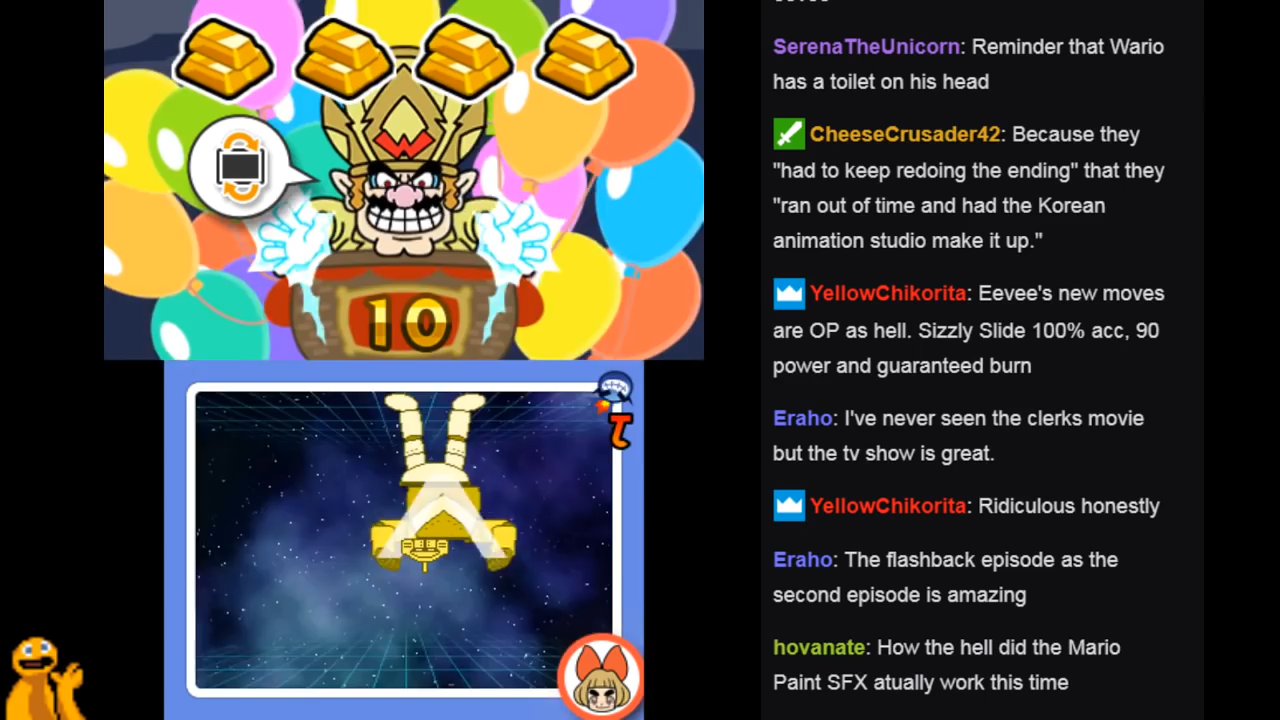 SerenaTheUnicorn: Reminder that Wario
has a toilet on his head
CheeseCrusader42: Because they
"had to keep redoing the ending" that they
"ran out of time and had the Korean
animation studio make it up."
YellowChikorita: Eevee's new moves
are OP as hell. Sizzly Slide 100% acc, 90
power and guaranteed burn
Eraho: I've never seen the clerks movie
but the tv show is great.
YellowChikorita: Ridiculous honestly
Eraho: The flashback episode as the
second episode is amazing
hovanate: How the hell did the Mario
Paint SFX atually work this time
W
10